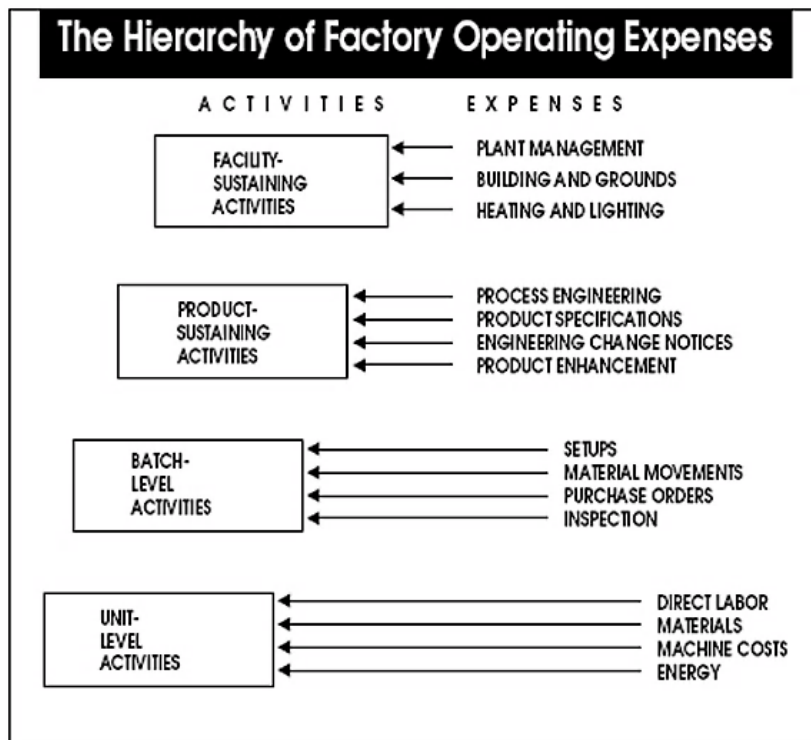 The Hierarchy of Factory Operating Expenses
ACTIVITIES EXPENSES
FACILITY-
SUSTAINING
ACTIVITIES
PLANT MANAGEMENT
BUILDING AND GROUNDS
HEATING AND LIGHTING
PRODUCT-
SUSTAINING
ACTIVITIES
PROCESS ENGINEERING
PRODUCT SPECIFICATIONS
ENGINEERING CHANGE NOTICES
PRODUCT ENHANCEMENT
BATCH-
LEVEL
ACTIVITIES
SETUPS
MATERIAL MOVEMENTS
PURCHASE ORDERS
INSPECTION
UNIT-
LEVEL
ACTIVITIES
DIRECT LABOR
MATERIALS
MACHINE COSTS
ENERGY